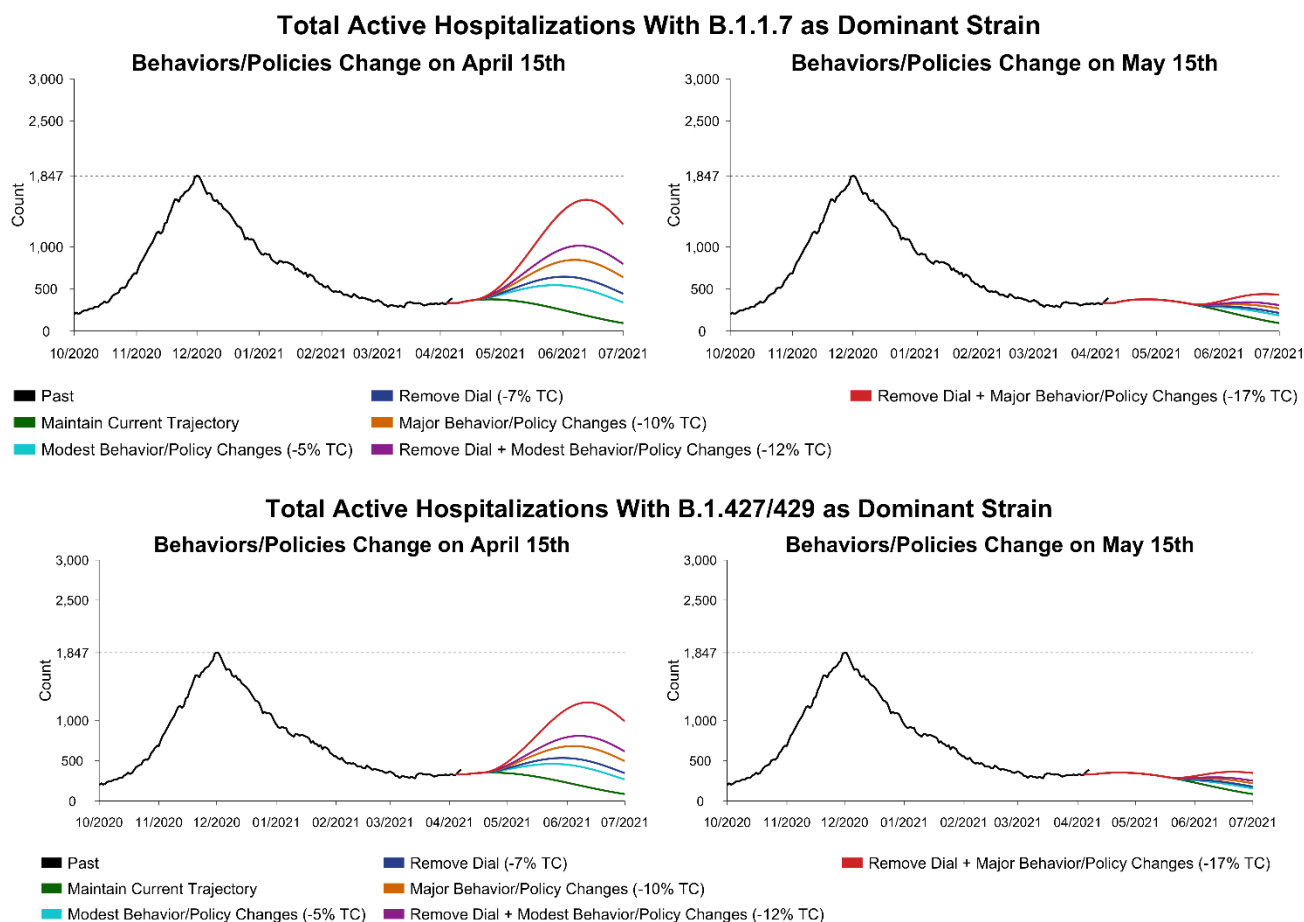 Total Active Hospitalizations With B.1.1.7 as Dominant Strain
Behaviors/Policies Change on April 15th
3,000
2,500
1,847
1,000
500
0
Count
10/2020 11/2020 12/2020 01/2021 02/2021 03/2021 04/2021 05/2021 06/2021 07/2021
Behaviors/Policies Change on May 15th
3,000
2,500
1,847
1,000
500
0
Count
10/2020 11/2020 12/2020 01/2021 02/2021 03/2021 04/2021 05/2021 06/2021 07/2021
Past
Maintain Current Trajectory
Modest Behavior/Policy Changes (-5% TC)
Remove Dial (-7% TC)
Major Behavior/Policy Changes (-10% TC)
Remove Dial + Modest Behavior/Policy Changes (-12% TC)
Remove Dial + Major Behavior/Policy Changes (-17% TC)
Total Active Hospitalizations With B.1.427/429 as Dominant Strain
Behaviors/Policies Change on April 15th
3,000
2,500
1,847
1,000
500
0
Count
10/2020 11/2020 12/2020 01/2021 02/2021 03/2021 04/2021 05/2021 06/2021 07/2021
Behaviors/Policies Change on May 15th
3,000
2,500
1,847
1,000
500
0
Count
10/2020 11/2020 12/2020 01/2021 02/2021 03/2021 04/2021 05/2021 06/2021 07/2021
Past
Maintain Current Trajectory
Modest Behavior/Policy Changes (-5% TC)
Remove Dial (-7% TC)
Major Behavior/Policy Changes (-10% TC)
Remove Dial + Modest Behavior/Policy Changes (-12% TC)
Remove Dial + Major Behavior/Policy Changes (-17% TC)